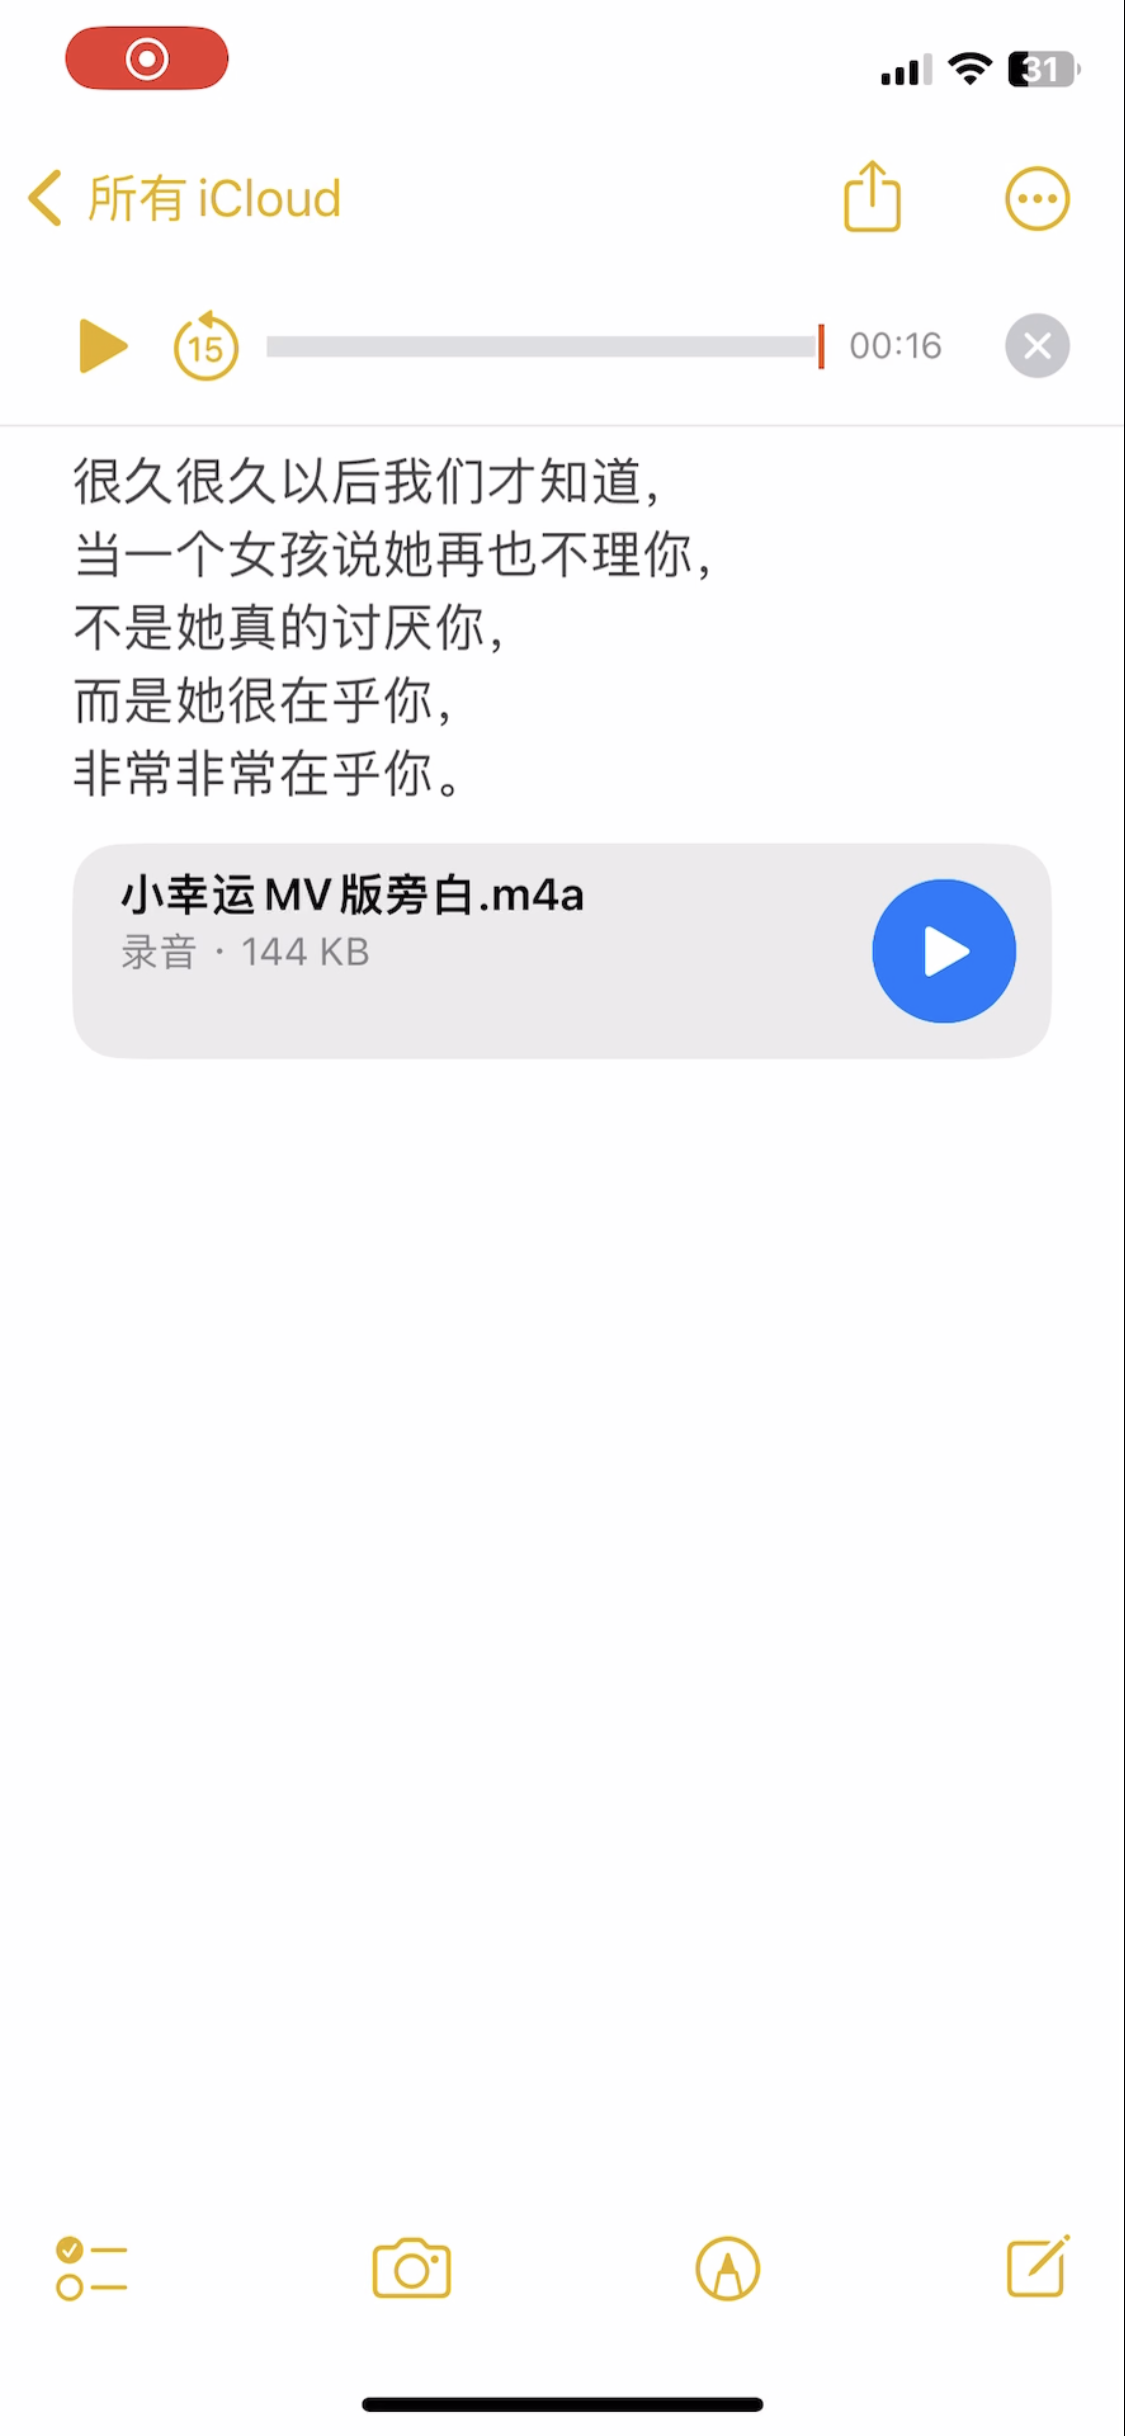 31
所有 iCloud
15
00:16
很久很久以后我们才知道，
当一个女孩说她再也不理你，
不是她真的讨厌你，
而是她很在乎你，
非常非常在乎你。
小幸运MV版旁白.m4a
录音 · 144 KB